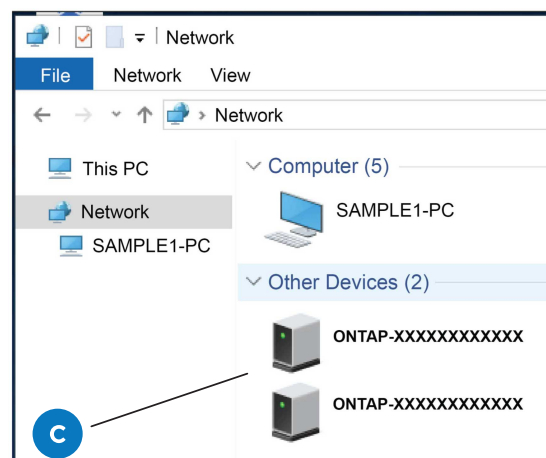 Network
File Network View
Network
This PC
Network
SAMPLE1-PC
Computer (5)
SAMPLE1-PC
Other Devices (2)
ONTAP-XXXXXXXXXXXX
ONTAP-XXXXXXXXXXXX
C